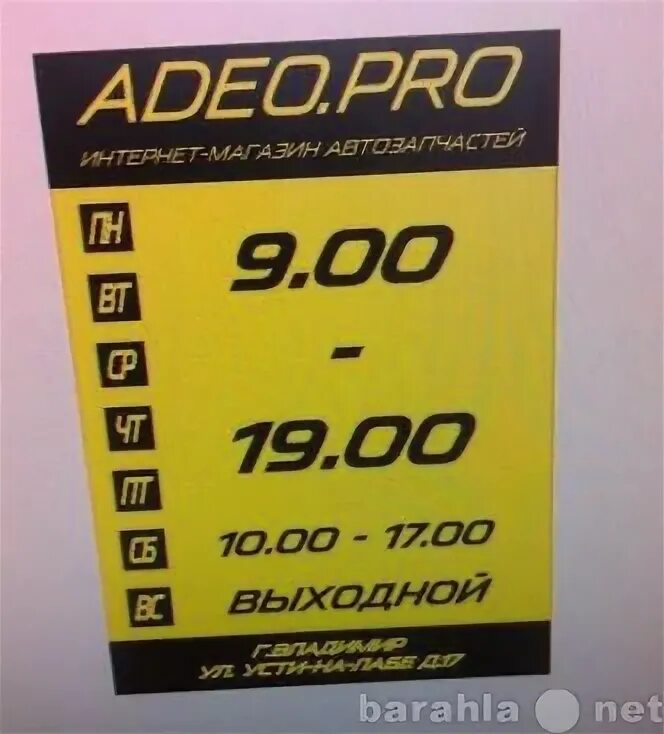 ADEO.PRO
ИНТЕРНЕТ-МАГАЗИН АВТОЗАПЧАСТЕЙ
ПН
9.00
ВТ
СР
-
ЧТ
19.00
ПТ
СБ
10.00 - 17.00
ВС
ВЫХОДНОЙ
Г.ВЛАДИМИР
УЛ. УСТИ-НА-ЛАБЕ Д.17
barahla net